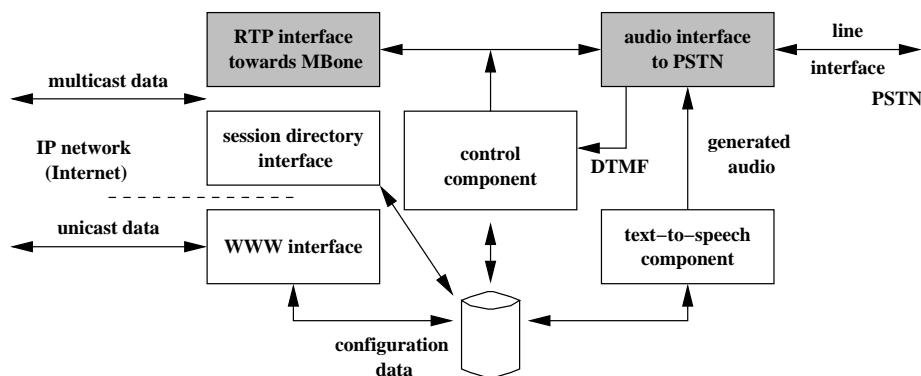 RTP interface
towards MBone
audio interface
to PSTN
line
interface
PSTN
multicast data
session directory
interface
IP network
(Internet)
control
component
DTMF
generated
audio
unicast data
WWW interface
text−to−speech
component
configuration
data